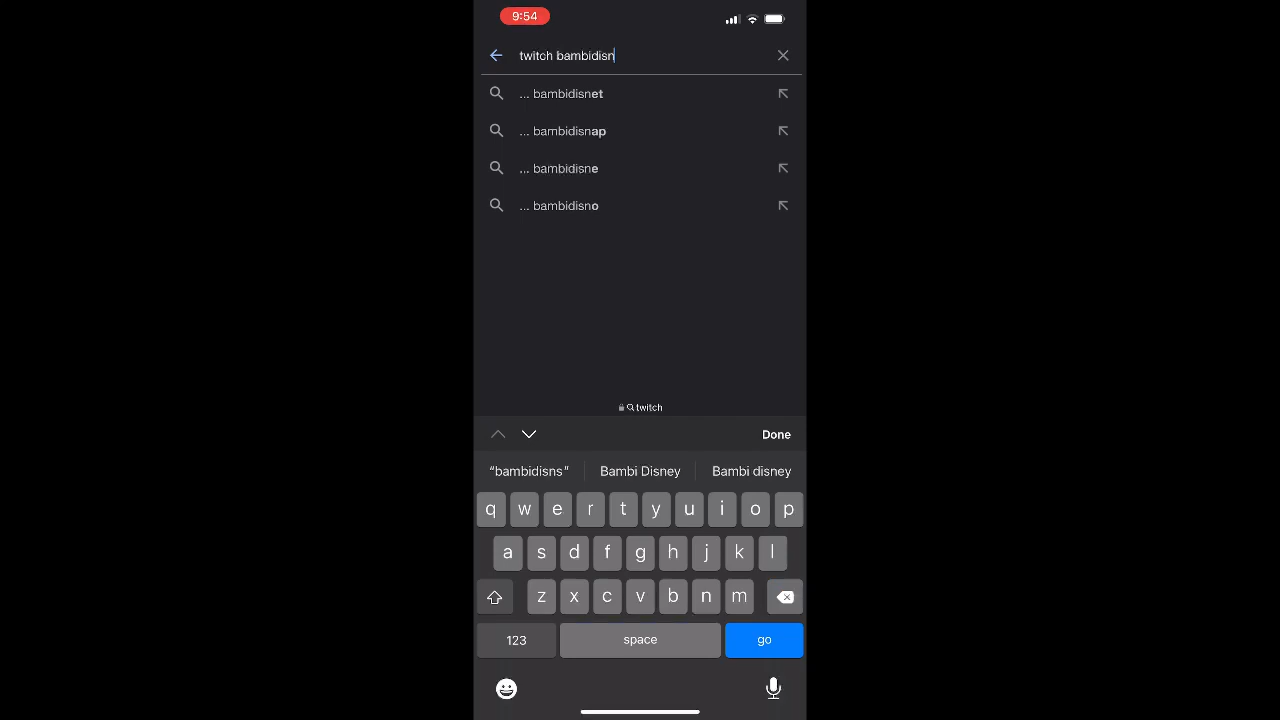 9:54
twitch bambidisn
... bambidisnet
... bambidisnap
... bambidisne
... bambidisno
twitch
Done
“bambidisns” Bambi Disney Bambi disney
q w e r t y u i o p
a s d f g h j k l
z x c v b n m
123 space go